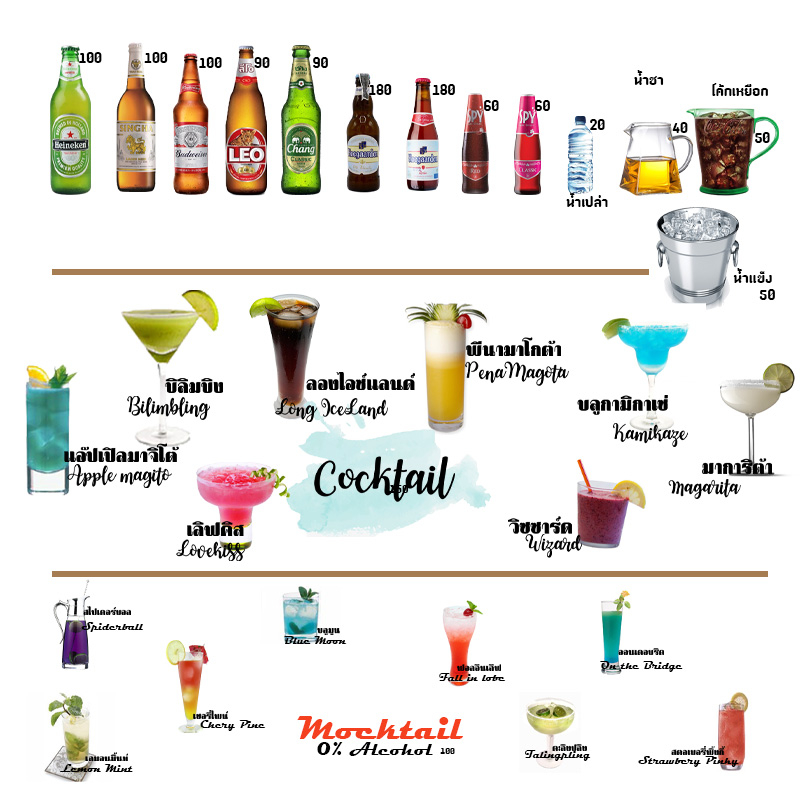 100
100
100
90
90
180
180
60
60
20
น้ำเปล่า
น้ำชา
40
โค้กเหยือก
50
Heineken
SINGHA
Budweiser
LEO
Chang
CLASSIC
Hoegaarden
SPY
RED
SPY
CLASSIC
น้ำแข็ง
50
บิลิมบิง
Bilimbling
ลองไอซ์แลนด์
Long IceLand
พีนามาโกต้า
PenaMagota
บลูกามิกาเซ่
Kamikaze
แอ๊ปเปิลมาจิโต้
Apple magito
มาการิต้า
Magarita
Cocktail
เลิฟคิส
Lovekiss
วิซซาร์ด
Wizard
สไปเดอร์บอล
Spiderball
บลูมูน
Blue Moon
ฟอลอินเลิฟ
Fall in lobe
ออนเดอบริด
On the Bridge
เชอรี่ไพน์
Chery Pine
Mocktail
0% Alcohol 100
เลมอนมิ้นท์
Lemon Mint
ตะลิงปลิง
Talingpling
สตอเบอรี่พิ้งกี้
Strawbery Pinky